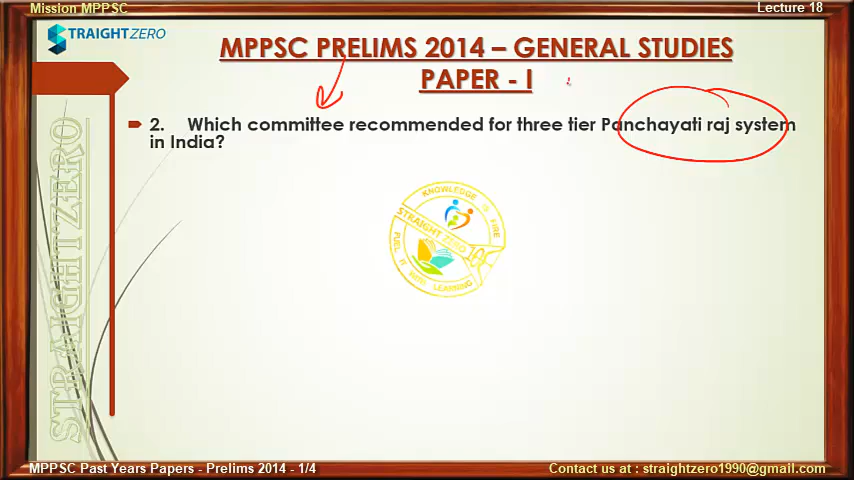 Mission MPPSC
Lecture 18
STRAIGHTZERO
MPPSC PRELIMS 2014 – GENERAL STUDIES
PAPER - I
2. Which committee recommended for three tier Panchayati raj system
in India?
KNOWLEDGE IS FIRE
STRAIGHT ZERO
FUEL IT WITH LEARNING
STRAIGHTZERO
MPPSC Past Years Papers - Prelims 2014 - 1/4
Contact us at : straightzero1990@gmail.com